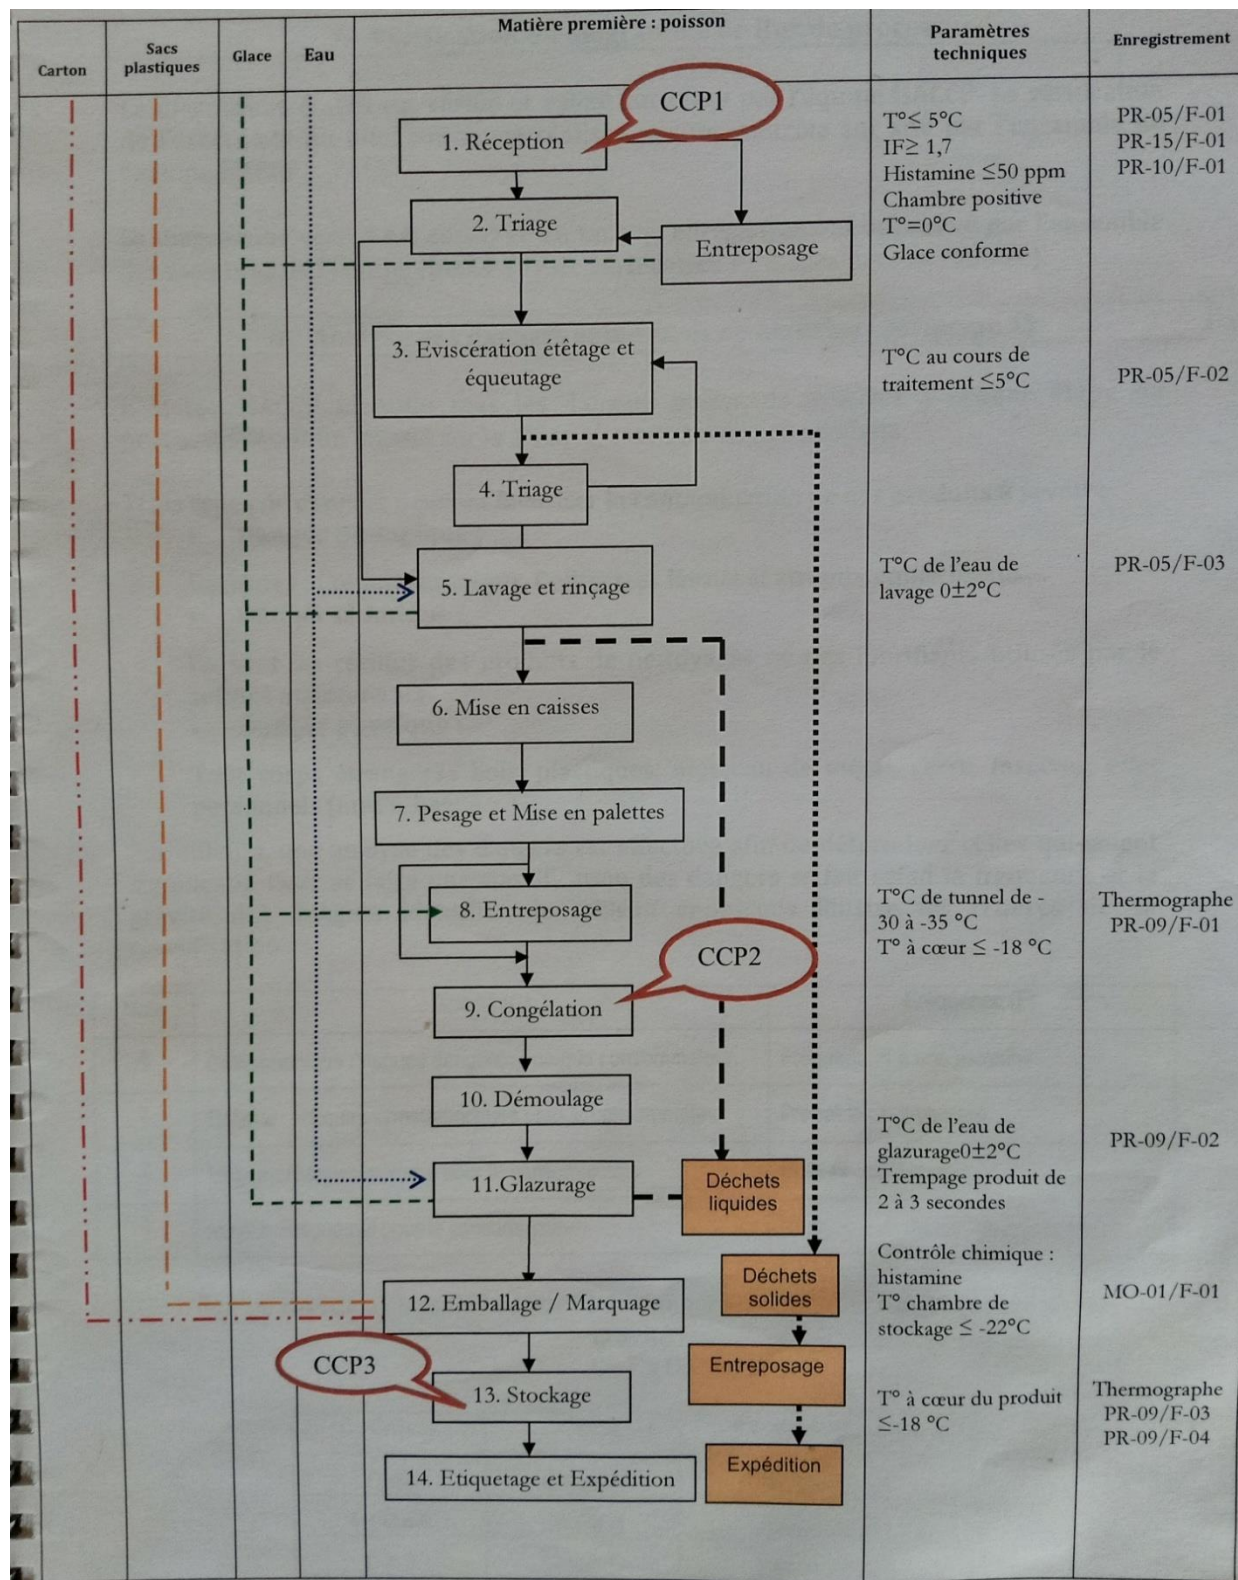 Carton
Sacs
plastiques
Glace
Eau
Matière première : poisson
Paramètres
techniques
Enregistrement
CCP1
1. Réception
2. Triage
Entreposage
T°≤ 5°C
IF≥ 1,7
Histamine ≤50 ppm
Chambre positive
T°=0°C
Glace conforme
PR-05/F-01
PR-15/F-01
PR-10/F-01
3. Eviscération étêtage et
équeutage
T°C au cours de
traitement ≤5°C
PR-05/F-02
4. Triage
5. Lavage et rinçage
T°C de l'eau de
lavage 0±2°C
PR-05/F-03
6. Mise en caisses
7. Pesage et Mise en palettes
8. Entreposage
T°C de tunnel de -
30 à -35 °C
T° à cœur ≤ -18 °C
Thermographe
PR-09/F-01
CCP2
9. Congélation
10. Démoulage
11.Glazurage
Déchets
liquides
T°C de l'eau de
glazurage0±2°C
Trempage produit de
2 à 3 secondes
PR-09/F-02
Déchets
solides
12. Emballage / Marquage
Contrôle chimique :
histamine
T° chambre de
stockage ≤ -22°C
MO-01/F-01
CCP3
Entreposage
13. Stockage
T° à cœur du produit
≤-18 °C
Thermographe
PR-09/F-03
PR-09/F-04
14. Etiquetage et Expédition
Expédition